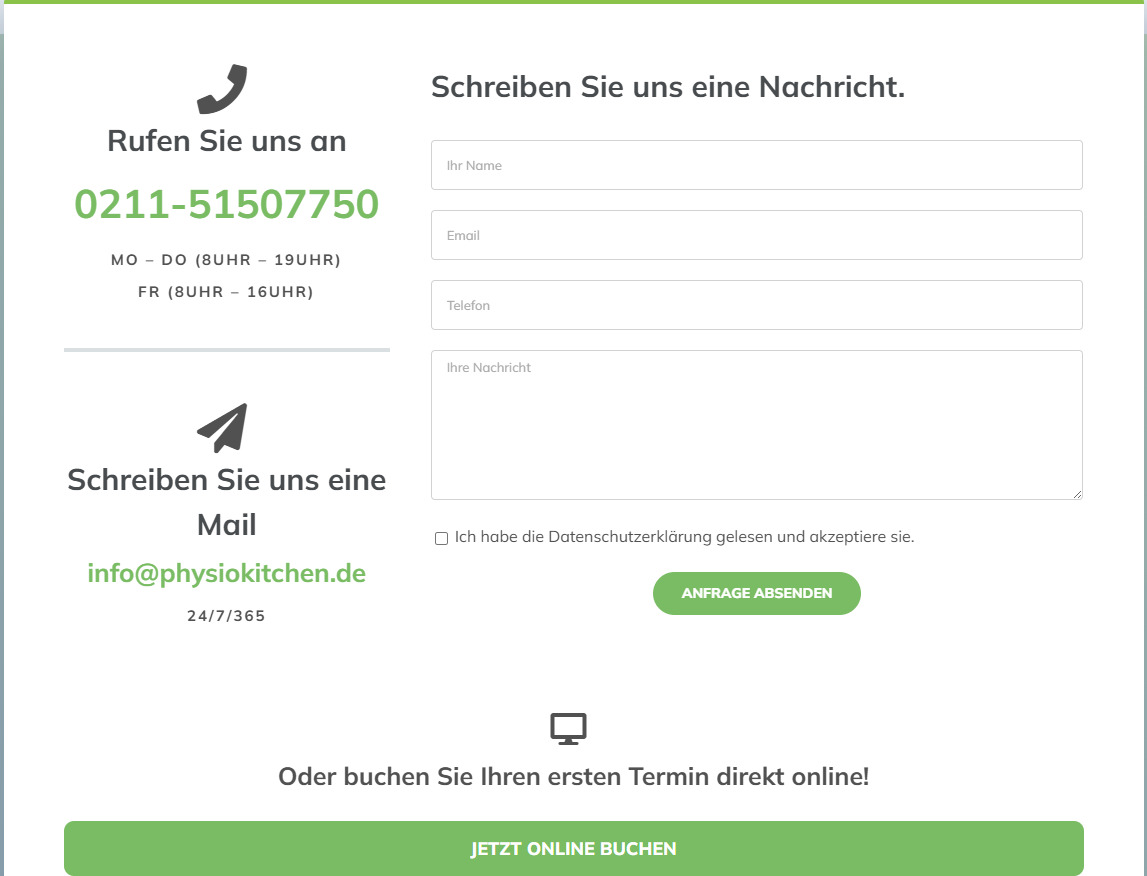 Rufen Sie uns an
0211-51507750
MO – DO (8UHR – 19UHR)
FR (8UHR – 16UHR)
Schreiben Sie uns eine
Mail
info@physiokitchen.de
24/7/365
Schreiben Sie uns eine Nachricht.
Ihr Name
Email
Telefon
Ihre Nachricht
Ich habe die Datenschutzerklärung gelesen und akzeptiere sie.
ANFRAGE ABSENDEN
Oder buchen Sie Ihren ersten Termin direkt online!
JETZT ONLINE BUCHEN